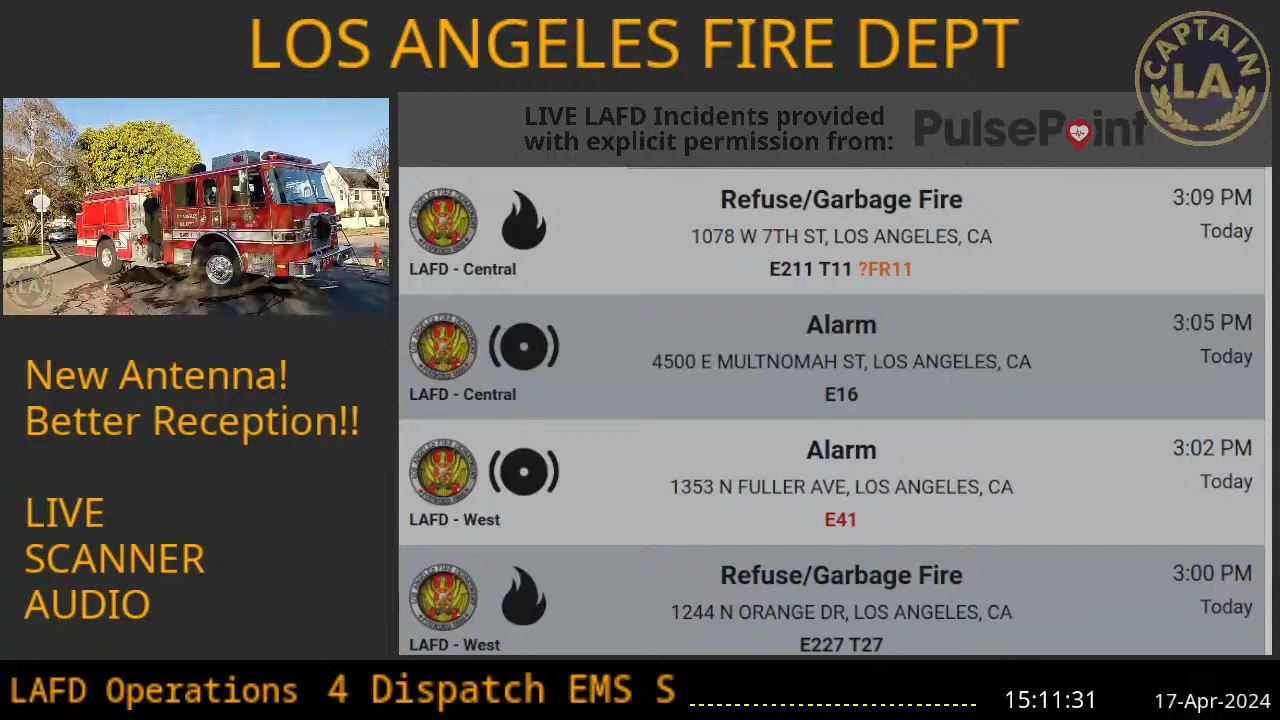 LOS ANGELES FIRE DEPT
CAPTAIN
LA
LIVE LAFD Incidents provided
with explicit permission from:
PulsePoint
Refuse/Garbage Fire
3:09 PM
1078 W 7TH ST, LOS ANGELES, CA
Today
LAFD - Central
E211 T11 ?FR11
Alarm
3:05 PM
4500 E MULTNOMAH ST, LOS ANGELES, CA
Today
LAFD - Central
E16
Alarm
3:02 PM
1353 N FULLER AVE, LOS ANGELES, CA
Today
LAFD - West
E41
Refuse/Garbage Fire
3:00 PM
1244 N ORANGE DR, LOS ANGELES, CA
Today
LAFD - West
E227 T27
New Antenna!
Better Reception!!
LIVE
SCANNER
AUDIO
LAFD Operations 4 Dispatch EMS S
15:11:31
17-Apr-2024